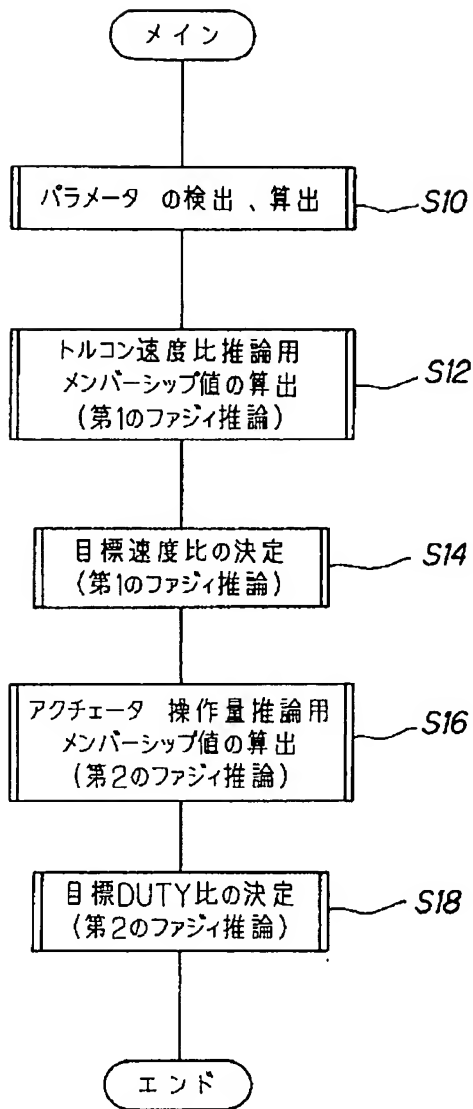 メイン
パラメータ の検出、算出
S10
トルコン速度比推論用
メンバーシップ値の算出
(第1のファジィ推論)
S12
目標速度比の決定
(第1のファジィ推論)
S14
アクチェータ 操作量推論用
メンバーシップ値の算出
(第2のファジィ推論)
S16
目標DUTY比の決定
(第2のファジィ推論)
S18
エンド